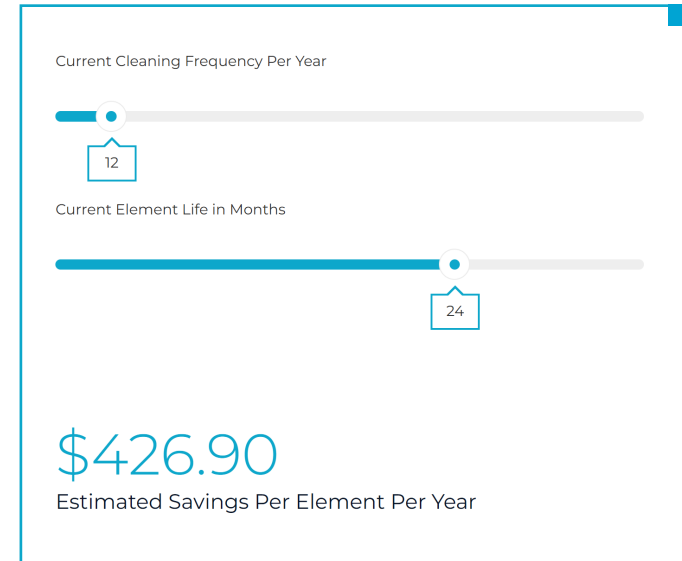 Current Cleaning Frequency Per Year
12
Current Element Life in Months
24
$426.90
Estimated Savings Per Element Per Year